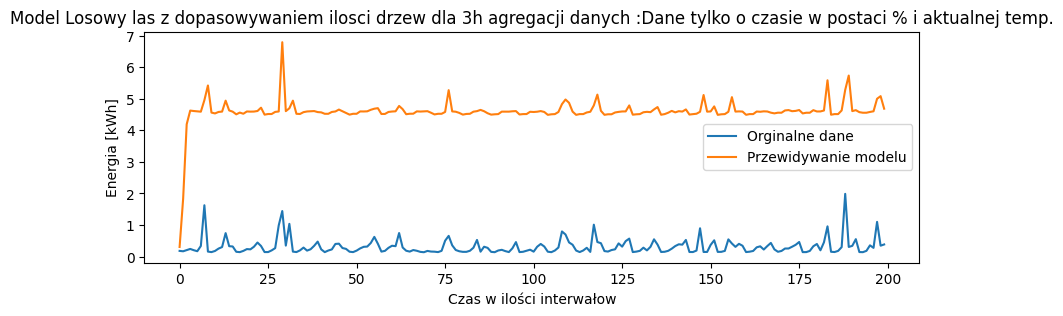 Model Losowy las z dopasowywaniem ilosci drzew dla 3h agregacji danych :Dane tylko o czasie w postaci % i aktualnej temp.
7
6
5
4
3
2
1
0
Energia [kWh]
Orginalne dane
Przewidywanie modelu
0 25 50 75 100 125 150 175 200
Czas w ilości interwałow